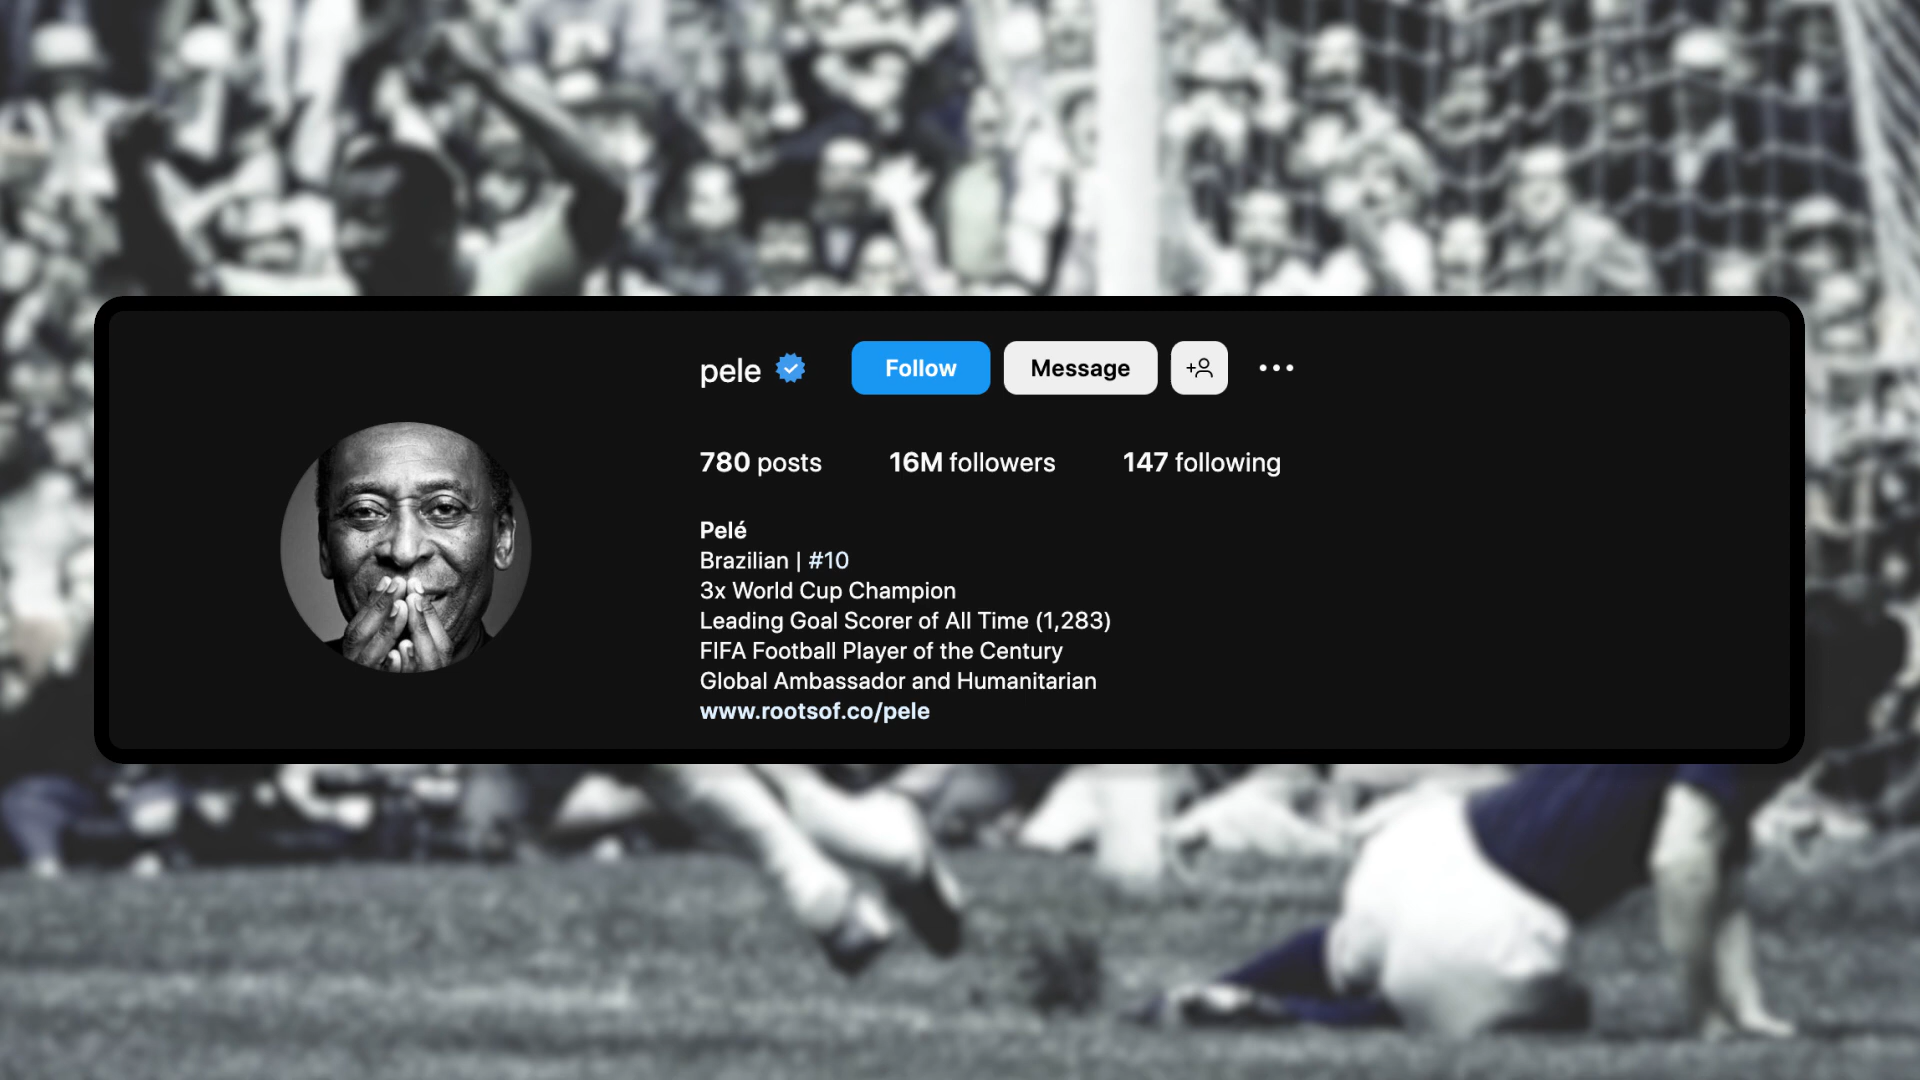 pele Follow Message
780 posts 16M followers 147 following
Pelé
Brazilian | #10
3x World Cup Champion
Leading Goal Scorer of All Time (1,283)
FIFA Football Player of the Century
Global Ambassador and Humanitarian
www.rootsof.co/pele